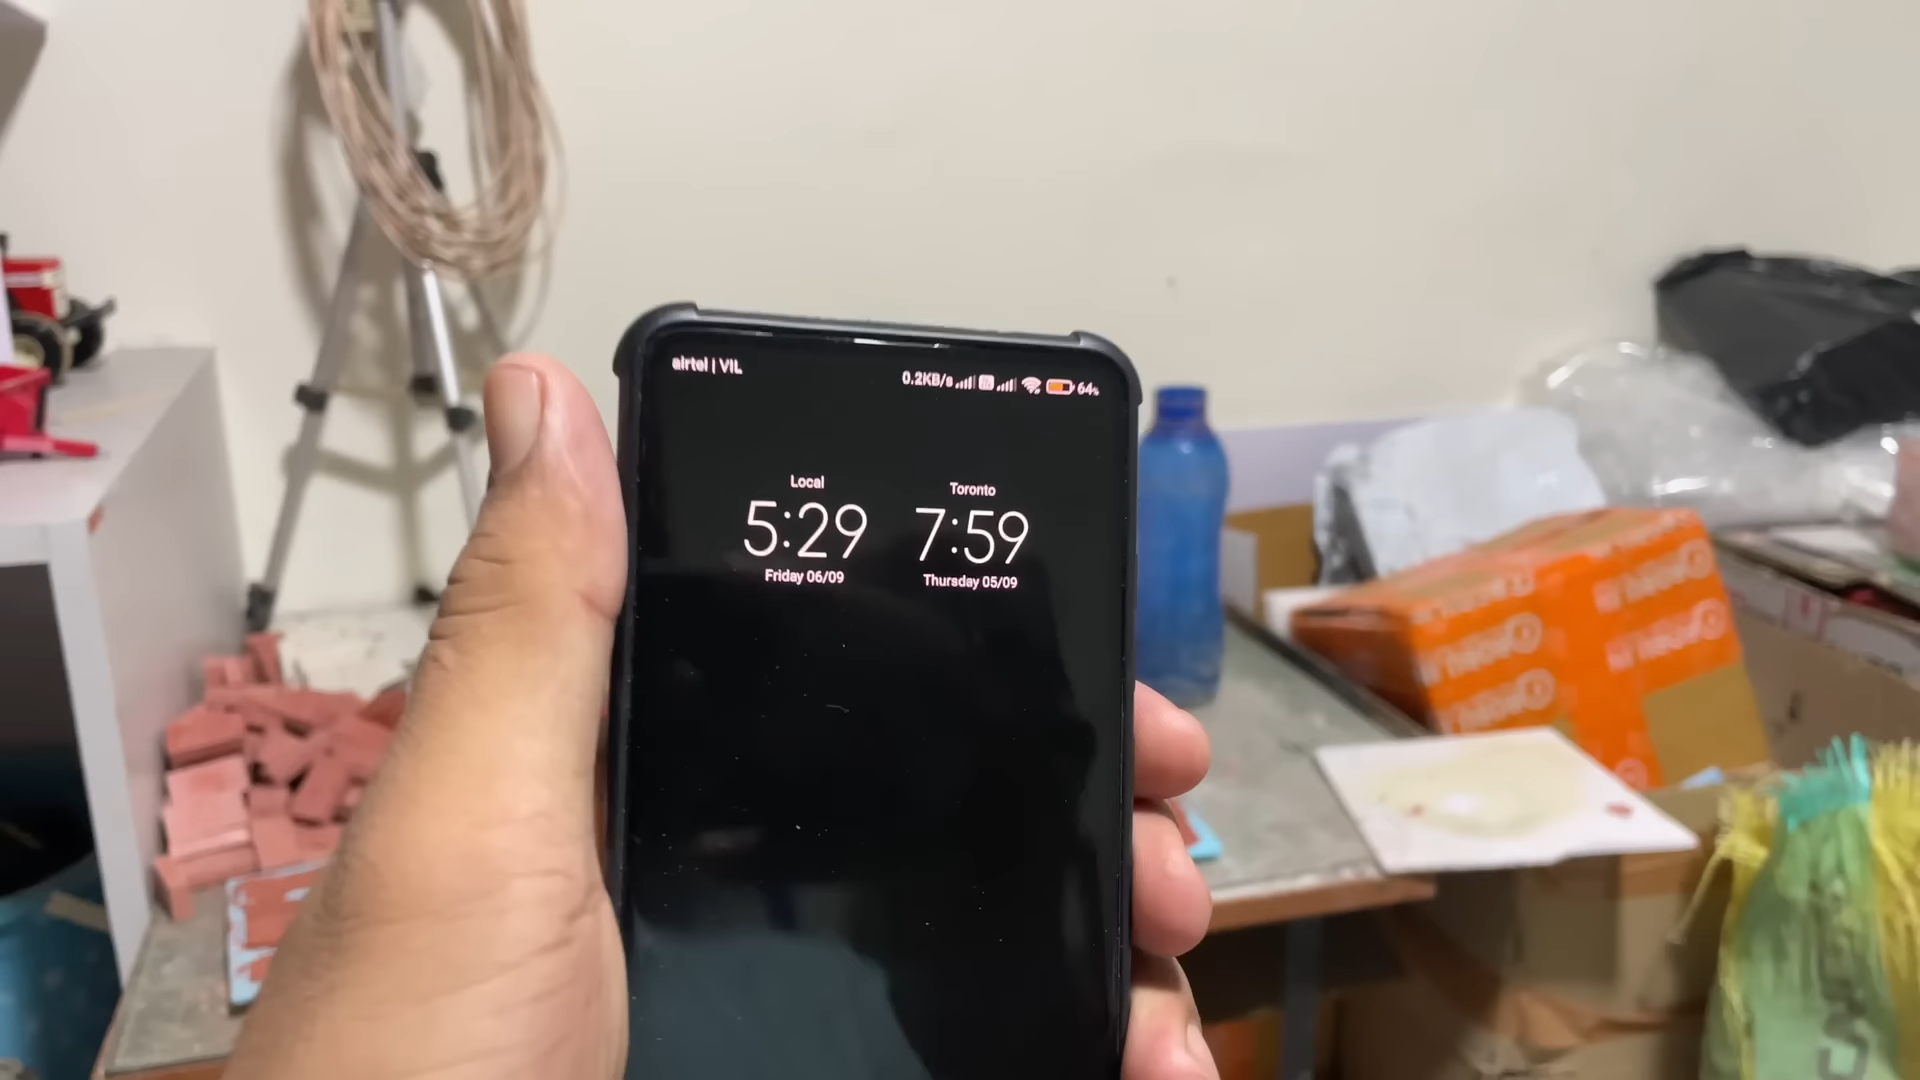 airtel | VIL
0.2KB/s 64%
Local
5:29
Friday 06/09
Toronto
7:59
Thursday 05/09